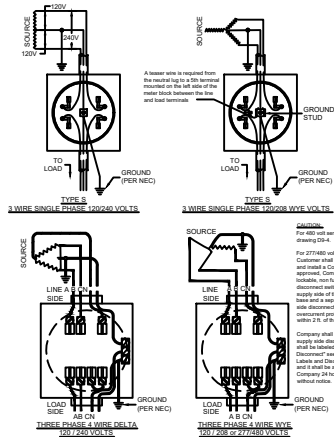 120V
SOURCE
240V
120V
TO
LOAD
GROUND
(PER NEC)
TYPE S
3 WIRE SINGLE PHASE 120/240 VOLTS
SOURCE
A teaser wire is required from
the neutral lug to a 5th terminal
mounted on the left side of the
meter block between the line
and load terminals
GROUND
STUD
TO
LOAD
GROUND
(PER NEC)
TYPE S
3 WIRE SINGLE PHASE 120/208 WYE VOLTS
SOURCE
LINE A B C N
SIDE
LOAD
SIDE
AB CN
GROUND
(PER NEC)
THREE PHASE 4 WIRE DELTA
120 / 240 VOLTS
SOURCE
LINE A B C N
SIDE
LOAD
SIDE
AB CN
GROUND
(PER NEC)
THREE PHASE 4 WIRE WYE
120 / 208 or 277/480 VOLTS
CAUTION:
For 480 volt ser
drawing D9-4.
For 277/480 vol
Customer shall
and install a Co
approved, Com
lockable, non fu
disconnect swit
supply side of t
base and a sep
side disconnect
overcurrent pro
within 2 ft. of th
Company shall
supply side disc
shall be labeled
Disconnect" see
Labels and Disc
and it shall be a
Company 24 ho
without notice.